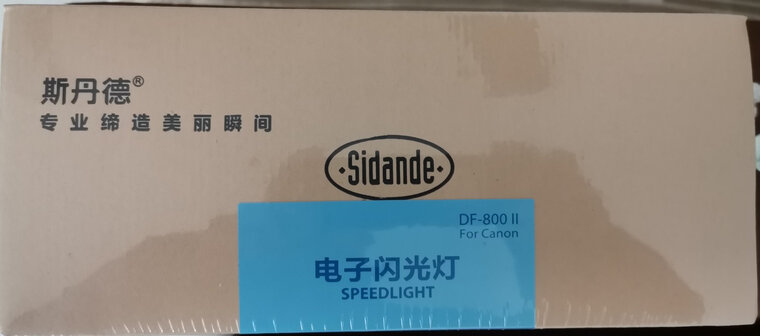 斯丹德®
专业缔造美丽瞬间
·Sidande·
DF-800 II
For Canon
电子闪光灯
SPEEDLIGHT